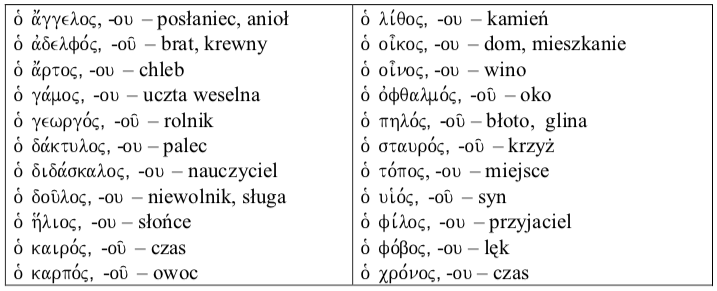 ὁ ἄγγελος, -ου – posłaniec, anioł
ὁ ἀδελφός, -οῦ – brat, krewny
ὁ ἄρτος, -ου – chleb
ὁ γάμος, -ου – uczta weselna
ὁ γεωργός, -οῦ – rolnik
ὁ δάκτυλος, -ου – palec
ὁ διδάσκαλος, -ου – nauczyciel
ὁ δοῦλος, -ου – niewolnik, sługa
ὁ ἥλιος, -ου – słońce
ὁ καιρός, -οῦ – czas
ὁ καρπός, -οῦ – owoc
ὁ λίθος, -ου – kamień
ὁ οἶκος, -ου – dom, mieszkanie
ὁ οἶνος, -ου – wino
ὁ ὀφθαλμός, -οῦ – oko
ὁ πηλός, -οῦ – błoto, glina
ὁ σταυρός, -οῦ – krzyż
ὁ τόπος, -ου – miejsce
ὁ υἱός, -οῦ – syn
ὁ φίλος, -ου – przyjaciel
ὁ φόβος, -ου – lęk
ὁ χρόνος, -ου – czas